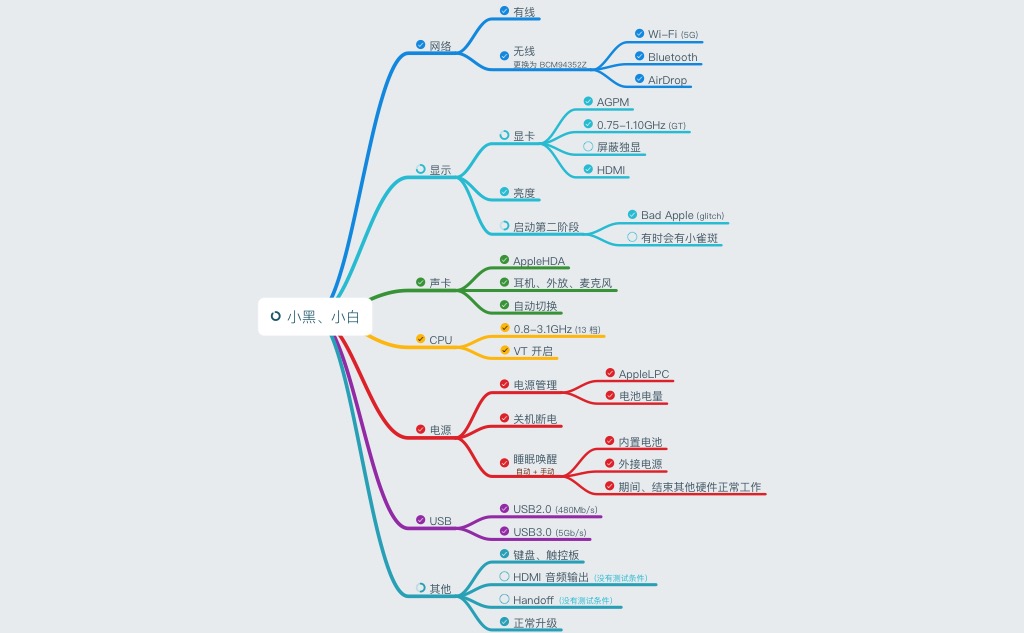 小黑、小白
网络
有线
无线
更换为 BCM94352Z
Wi-Fi (5G)
Bluetooth
AirDrop
显示
显卡
AGPM
0.75-1.10GHz (GT)
屏蔽独显
HDMI
亮度
启动第二阶段
Bad Apple (glitch)
有时会有小雀斑
声卡
AppleHDA
耳机、外放、麦克风
自动切换
CPU
0.8-3.1GHz (13 档)
VT 开启
电源
电源管理
AppleLPC
电池电量
关机断电
睡眠唤醒
自动 + 手动
内置电池
外接电源
期间、结束其他硬件正常工作
USB
USB2.0 (480Mb/s)
USB3.0 (5Gb/s)
其他
键盘、触控板
HDMI 音频输出 (没有测试条件)
Handoff (没有测试条件)
正常升级